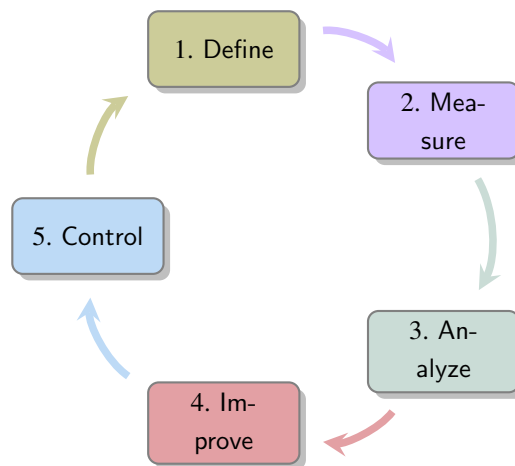 1. Define
2. Mea-
sure
3. An-
alyze
4. Im-
prove
5. Control